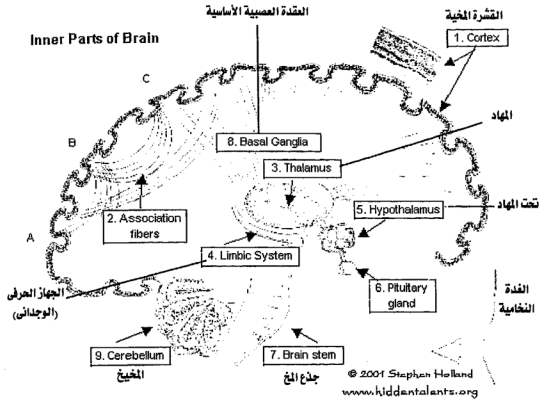 العقدة العصبية الأساسية
القشرة المخية
Inner Parts of Brain
1. Cortex
C
المهاد
B
8. Basal Ganglia
3. Thalamus
تحت المهاد
2. Association
fibers
5. Hypothalamus
A
4. Limbic System
الجهاز الحرفى
(الوجدانى)
6. Pituitary
gland
الغدة
النخامية
9. Cerebellum
المخيخ
7. Brain stem
جذع المخ
© 2001 Stephen Holland
www.hiddentalents.org